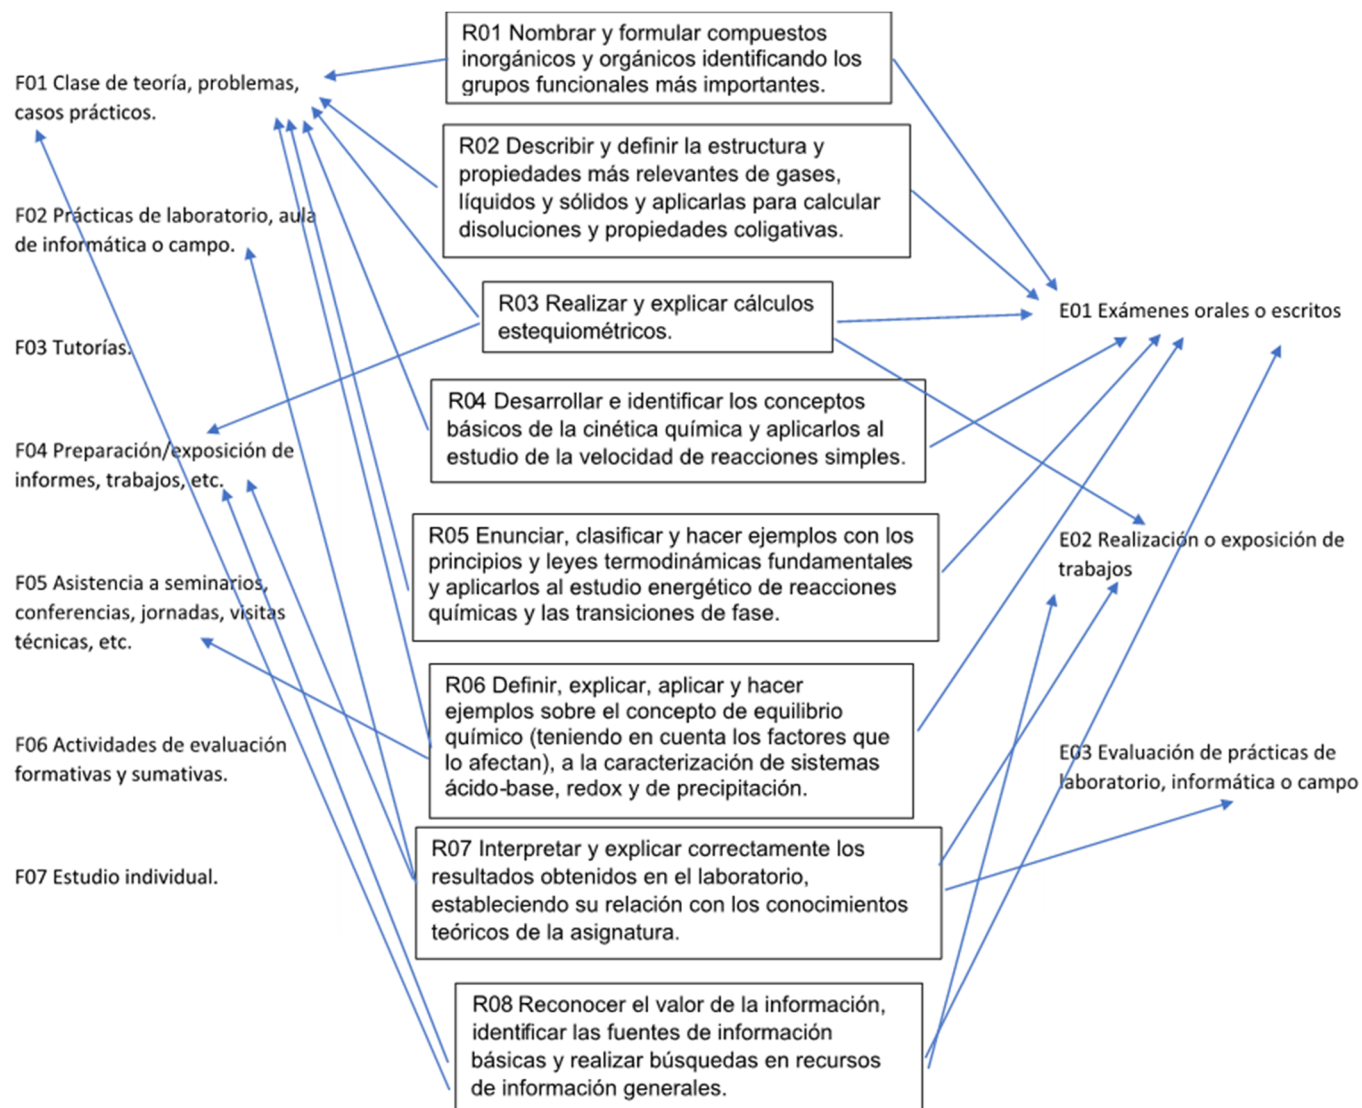 F01 Clase de teoría, problemas,
casos prácticos.
F02 Prácticas de laboratorio, aula
de informática o campo.
F03 Tutorías.
F04 Preparación/exposición de
informes, trabajos, etc.
F05 Asistencia a seminarios,
conferencias, jornadas, visitas
técnicas, etc.
F06 Actividades de evaluación
formativas y sumativas.
F07 Estudio individual.
R01 Nombrar y formular compuestos
inorgánicos y orgánicos identificando los
grupos funcionales más importantes.
R02 Describir y definir la estructura y
propiedades más relevantes de gases,
líquidos y sólidos y aplicarlas para calcular
disoluciones y propiedades coligativas.
R03 Realizar y explicar cálculos
estequiométricos.
R04 Desarrollar e identificar los conceptos
básicos de la cinética química y aplicarlos al
estudio de la velocidad de reacciones simples.
R05 Enunciar, clasificar y hacer ejemplos con los
principios y leyes termodinámicas fundamentales
y aplicarlos al estudio energético de reacciones
químicas y las transiciones de fase.
R06 Definir, explicar, aplicar y hacer
ejemplos sobre el concepto de equilibrio
químico (teniendo en cuenta los factores que
lo afectan), a la caracterización de sistemas
ácido-base, redox y de precipitación.
R07 Interpretar y explicar correctamente los
resultados obtenidos en el laboratorio,
estableciendo su relación con los conocimientos
teóricos de la asignatura.
R08 Reconocer el valor de la información,
identificar las fuentes de información
básicas y realizar búsquedas en recursos
de información generales.
E01 Exámenes orales o escritos
E02 Realización o exposición de
trabajos
E03 Evaluación de prácticas de
laboratorio, informática o campo